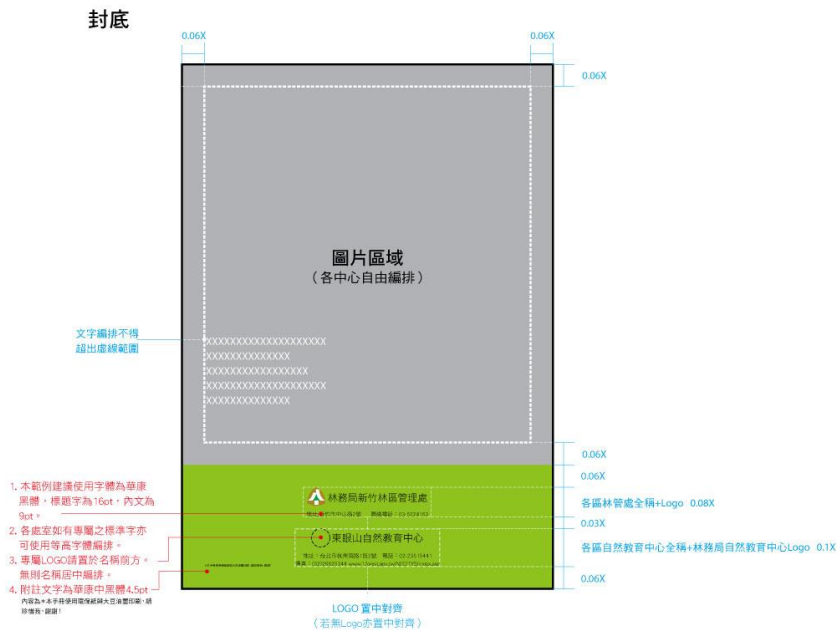 封底
0.06X
0.06X
0.06X
圖片區域
（各中心自由編排）
文字編排不得
超出虛線範圍
XXXXXXXXXXXXXXXXXXXX
XXXXXXXXXXXXXX
XXXXXXXXXXXXXXXXX
XXXXXXXXXXXXXXXXXXXX
XXXXXXXXXXXXXX
0.06X
0.06X
林務局新竹林區管理處
各區林管處全稱+Logo 0.08X
0.03X
東眼山自然教育中心
各區自然教育中心全稱+林務局自然教育中心Logo 0.1X
0.06X
1. 本範例建議使用字體為華康
黑體，標題字為16pt，內文為
9pt。
2. 各處室如有專屬之標準字亦
可使用等高字體編排。
3. 專屬LOGO請置於名稱前方。
無則名稱居中編排。
4. 附註文字為華康中黑體4.5pt
LOGO 置中對齊
（若無Logo亦置中對齊）